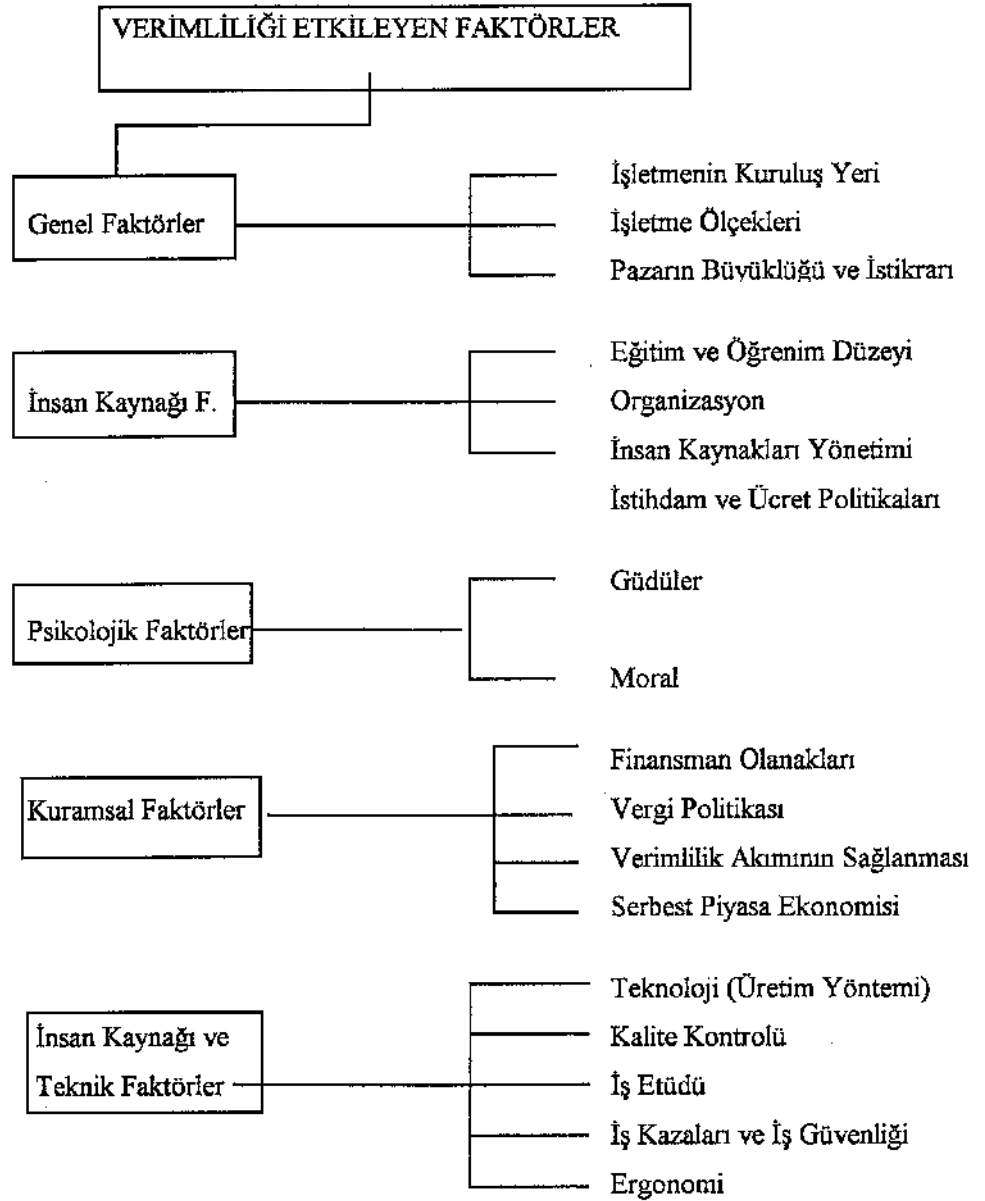 VERİMLİLİĞİ ETKİLEYEN FAKTÖRLER
Genel Faktörler
İşletmenin Kuruluş Yeri
İşletme Ölçekleri
Pazarın Büyüklüğü ve İstikrarı
İnsan Kaynağı F.
Eğitim ve Öğrenim Düzeyi
Organizasyon
İnsan Kaynakları Yönetimi
İstihdam ve Ücret Politikaları
Psikolojik Faktörler
Güdüler
Moral
Kuramsal Faktörler
Finansman Olanakları
Vergi Politikası
Verimlilik Akımının Sağlanması
Serbest Piyasa Ekonomisi
İnsan Kaynağı ve
Teknik Faktörler
Teknoloji (Üretim Yöntemi)
Kalite Kontrolü
İş Etüdü
İş Kazaları ve İş Güvenliği
Ergonomi